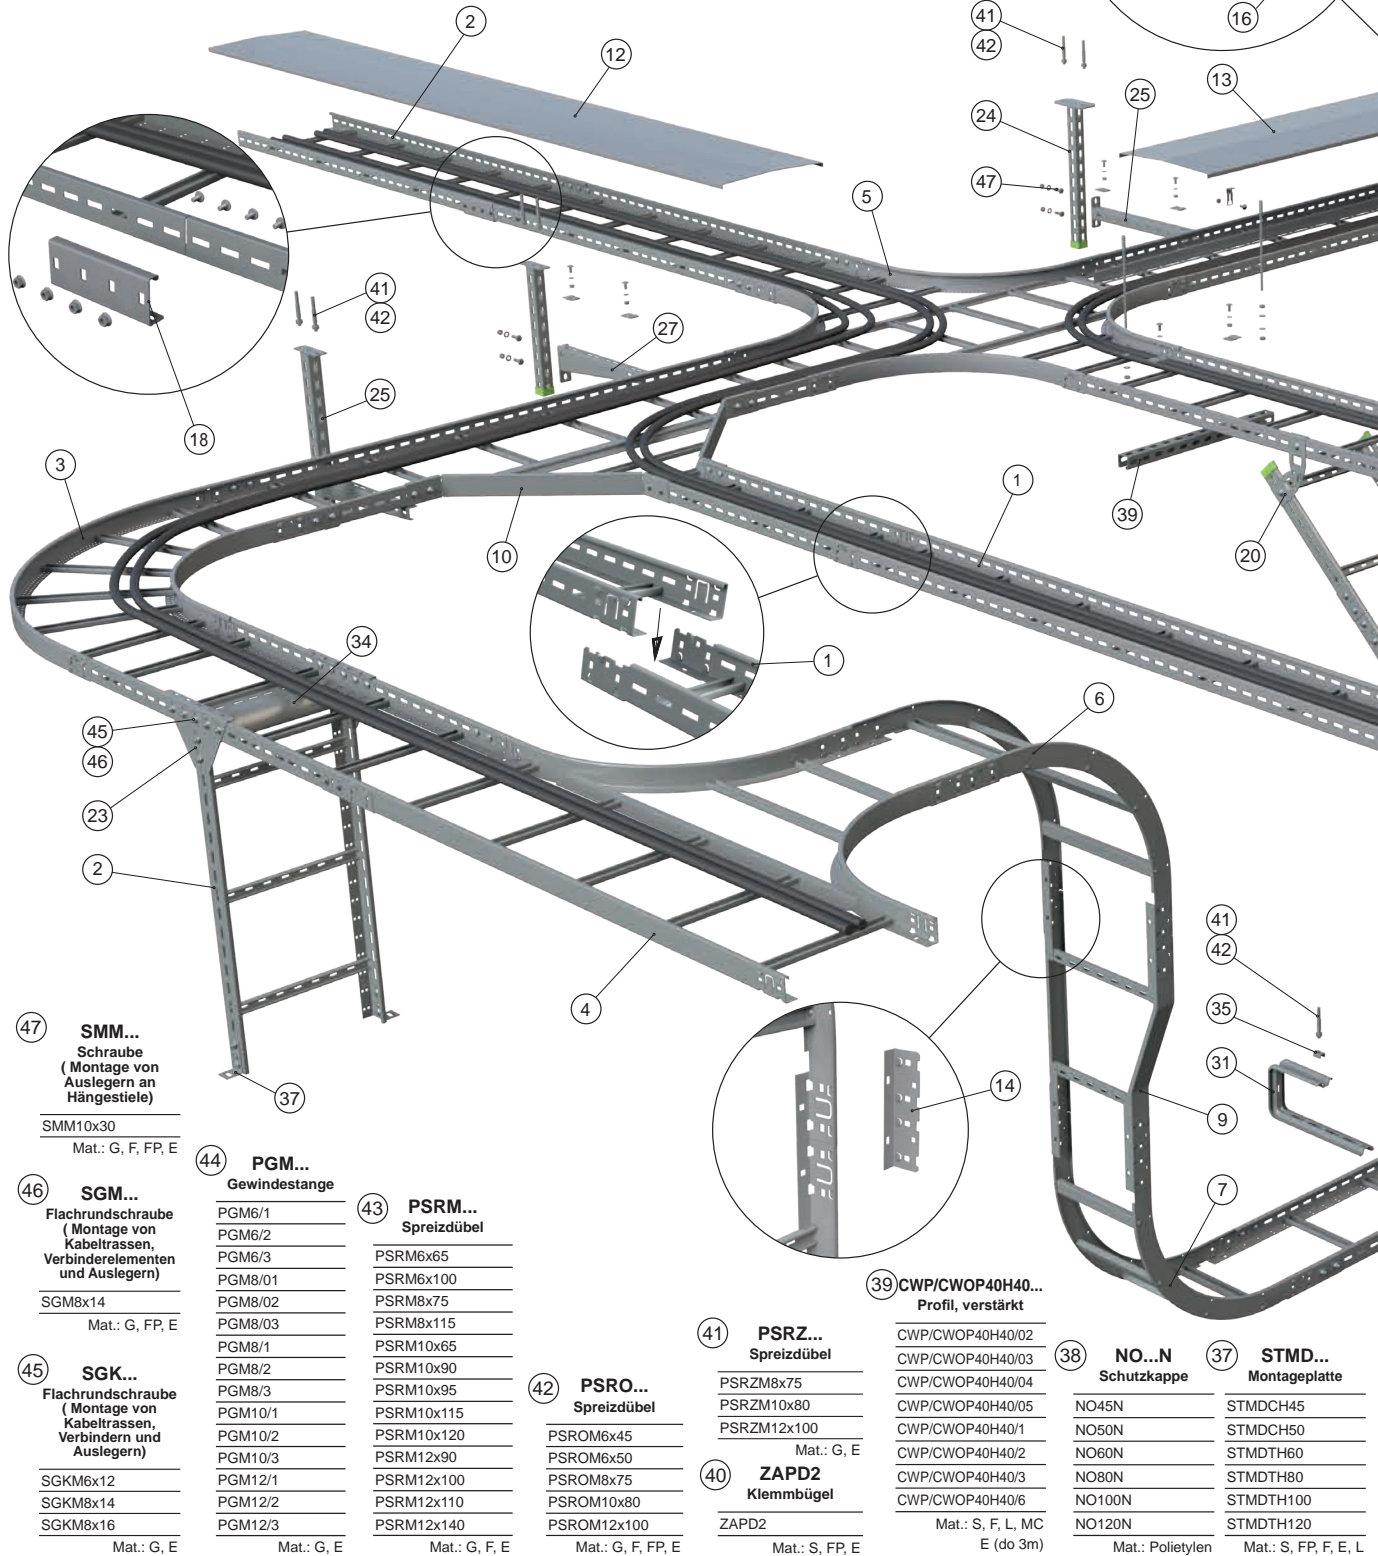 2
12
41
42
16
13
25
24
47
5
41
42
27
25
18
3
1
39
20
10
34
1
45
46
23
6
2
4
4
41
42
35
31
14
9
7
37
47
SMM...
Schraube
( Montage von
Auslegern an
Hängestiele)
SMM10x30
Mat.: G, F, FP, E
46
SGM...
Flachrundschraube
( Montage von
Kabeltrassen,
Verbinderelementen
und Auslegern)
SGM8x14
Mat.: G, FP, E
45
SGK...
Flachrundschraube
( Montage von
Kabeltrassen,
Verbindern und
Auslegern)
SGKM6x12
SGKM8x14
SGKM8x16
Mat.: G, E
44
PGM...
Gewindestange
PGM6/1
PGM6/2
PGM6/3
PGM8/01
PGM8/02
PGM8/03
PGM8/1
PGM8/2
PGM8/3
PGM10/1
PGM10/2
PGM10/3
PGM12/1
PGM12/2
PGM12/3
Mat.: G, E
43
PSRM...
Spreizdübel
PSRM6x65
PSRM6x100
PSRM8x75
PSRM8x115
PSRM10x65
PSRM10x90
PSRM10x95
PSRM10x115
PSRM10x120
PSRM12x90
PSRM12x100
PSRM12x110
PSRM12x140
Mat.: G, F, E
42
PSRO...
Spreizdübel
PSROM6x45
PSROM6x50
PSROM8x75
PSROM10x80
PSROM12x100
Mat.: G, F, FP, E
41
PSRZ...
Spreizdübel
PSRZM8x75
PSRZM10x80
PSRZM12x100
Mat.: G, E
40
ZAPD2
Klemmbügel
ZAPD2
Mat.: S, FP, E
39
CWP/CWOP40H40...
Profil, verstärkt
CWP/CWOP40H40/02
CWP/CWOP40H40/03
CWP/CWOP40H40/04
CWP/CWOP40H40/05
CWP/CWOP40H40/1
CWP/CWOP40H40/2
CWP/CWOP40H40/3
CWP/CWOP40H40/6
Mat.: S, F, L, MC
E (do 3m)
38
NO...N
Schutzkappe
NO45N
NO50N
NO60N
NO80N
NO100N
NO120N
Mat.: Polietylen
37
STMD...
Montageplatte
STMDCH45
STMDCH50
STMDTH60
STMDTH80
STMDTH100
STMDTH120
Mat.: S, FP, F, E, L